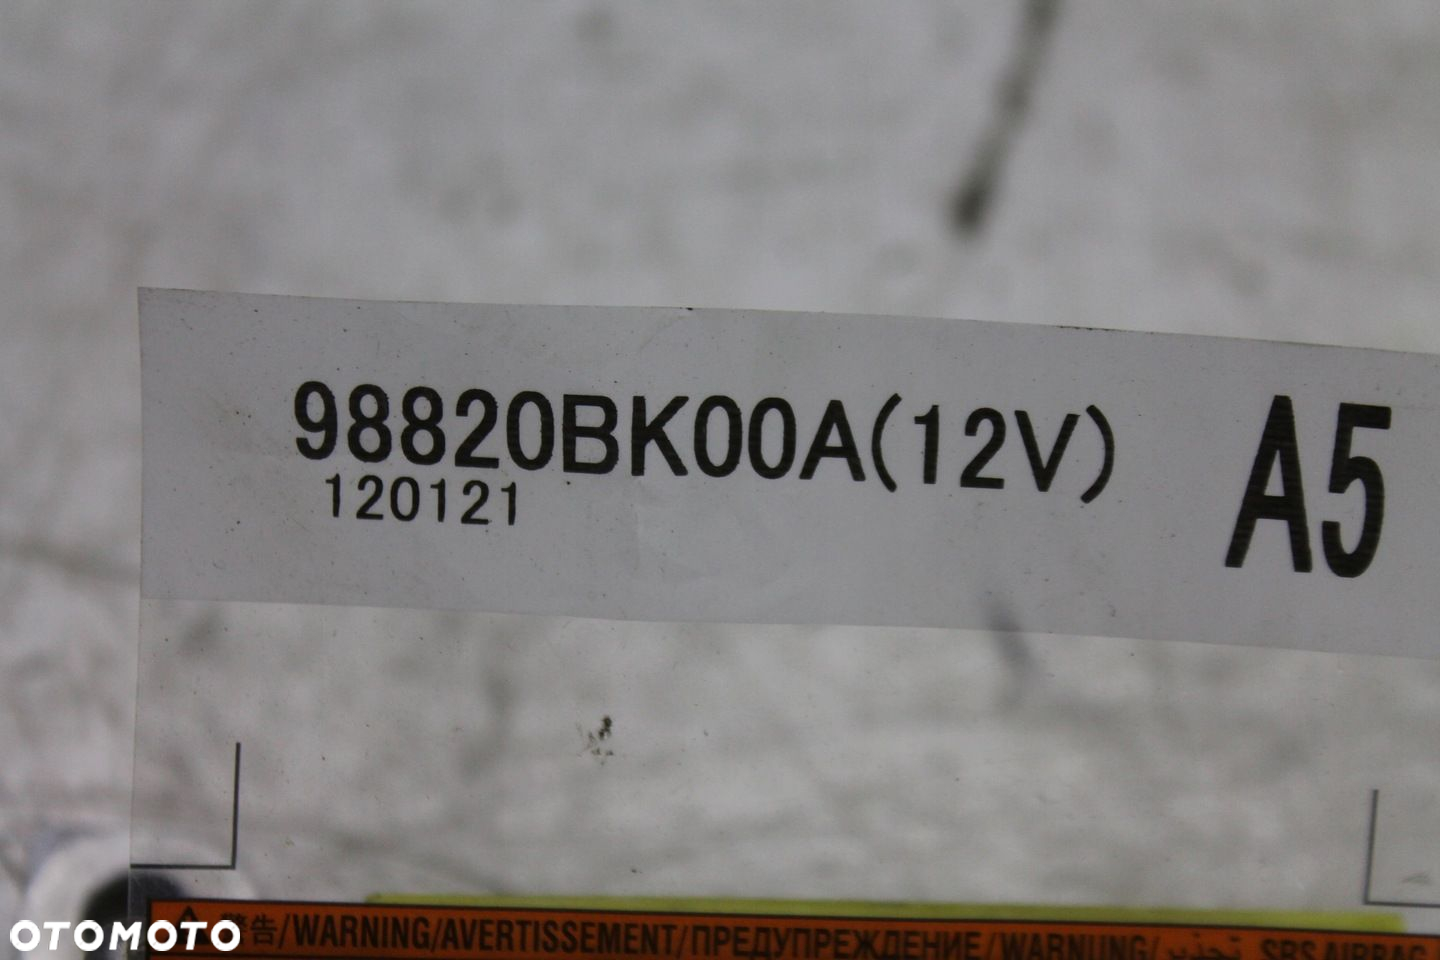 98820BK00A(12V) A5
120121
警告/WARNING/AVERTISSEMENT/ПРЕДУПРЕЖДЕНИЕ/WARNUNG/تحذير SRS AIRBAG
OTOMOTO